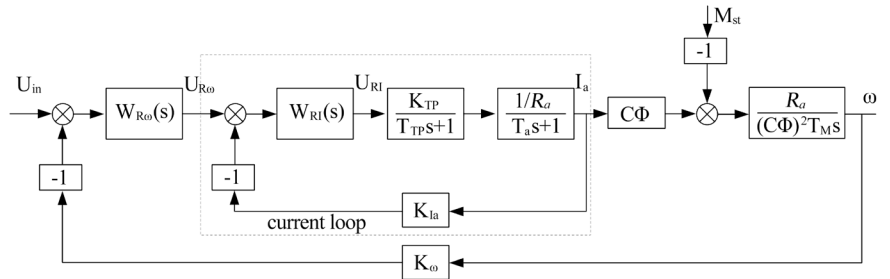 M_st
-1
U_in
U_Rω
U_RI
I_a
ω
W_Rω(s)
W_RI(s)
K_TP
T_TPs+1
1/R_a
T_as+1
CΦ
R_a
(CΦ)²T_Ms
-1
-1
K_Ia
current loop
K_ω